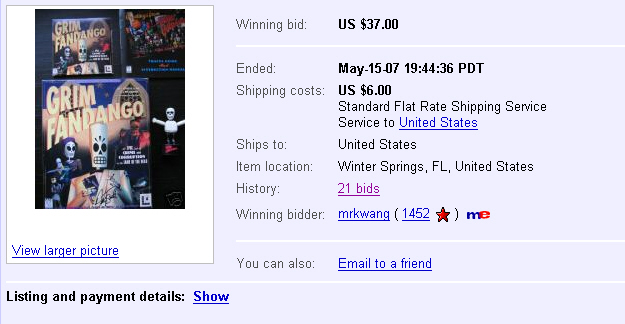 GRIM
FANDANGO
GRIM
FANDANGO
View larger picture
Winning bid: US $37.00
Ended: May-15-07 19:44:36 PDT
Shipping costs: US $6.00
Standard Flat Rate Shipping Service
Service to United States
Ships to: United States
Item location: Winter Springs, FL, United States
History: 21 bids
Winning bidder: mrkwang ( 1452 ) me
You can also: Email to a friend
Listing and payment details: Show